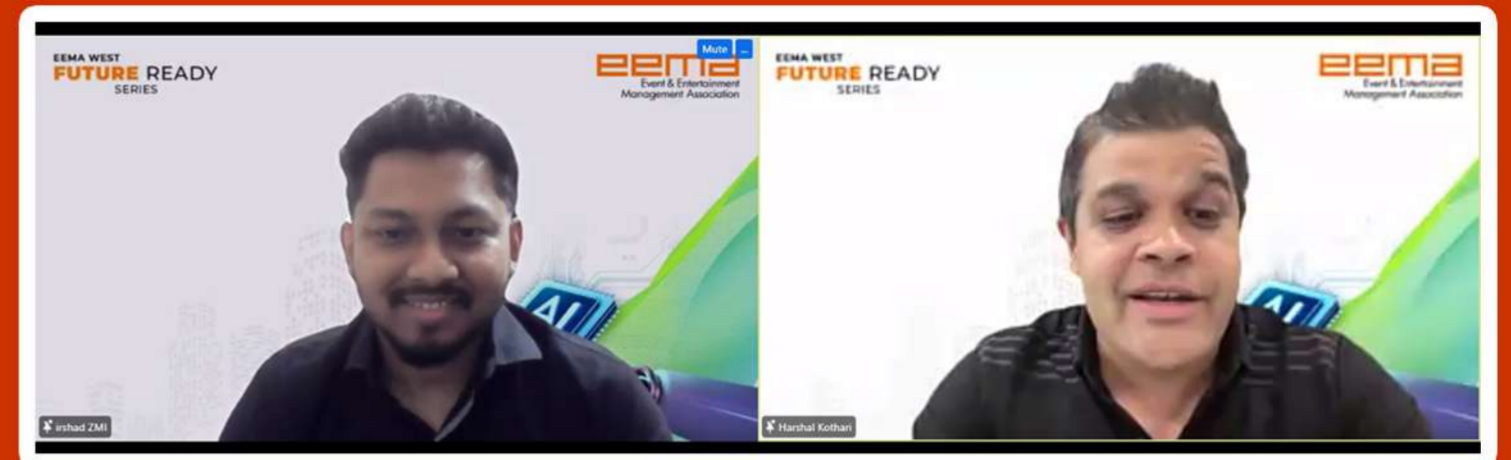 EEMA WEST
FUTURE READY
SERIES
Mute ...
eema
Event & Entertainment
Management Association
AI
irshad ZMI
EEMA WEST
FUTURE READY
SERIES
eema
Event & Entertainment
Management Association
AI
Harshal Kothari